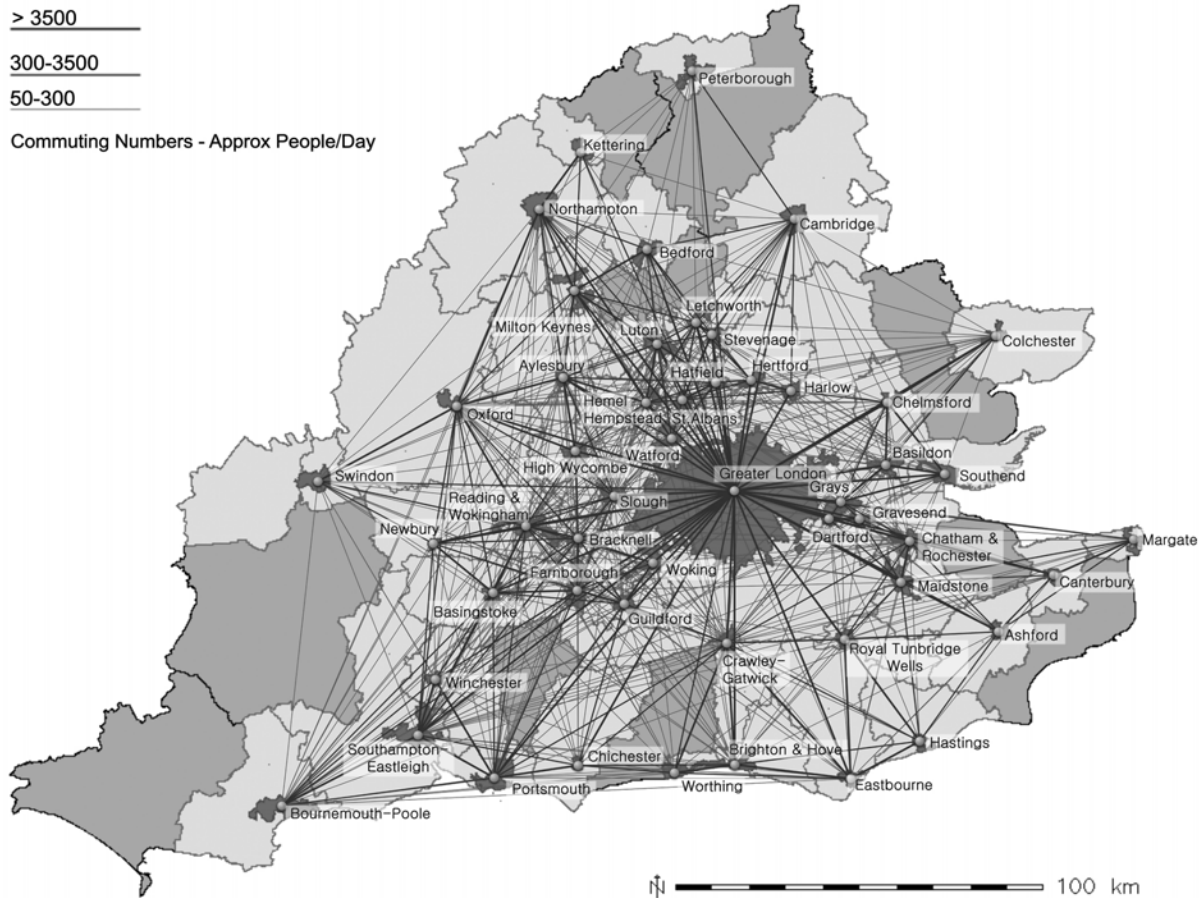 > 3500
300-3500
50-300
Commuting Numbers - Approx People/Day
Peterborough
Kettering
Northampton
Cambridge
Bedford
Letchworth
Milton Keynes
Luton
Stevenage
Colchester
Aylesbury
Hatfield
Hertford
Harlow
Oxford
Hemel
Hempstead
St.Albans
Chelmsford
Watford
Basildon
High Wycombe
Greater London
Southend
Swindon
Grays
Reading &
Wokingham
Slough
Gravesend
Newbury
Bracknell
Dartford
Chatham &
Rochester
Margate
Farnborough
Woking
Canterbury
Maidstone
Basingstoke
Guildford
Ashford
Royal Tunbridge
Wells
Crawley-
Gatwick
Winchester
Southampton-
Eastleigh
Chichester
Brighton & Hove
Hastings
Portsmouth
Worthing
Eastbourne
Bournemouth-Poole
N
100 km